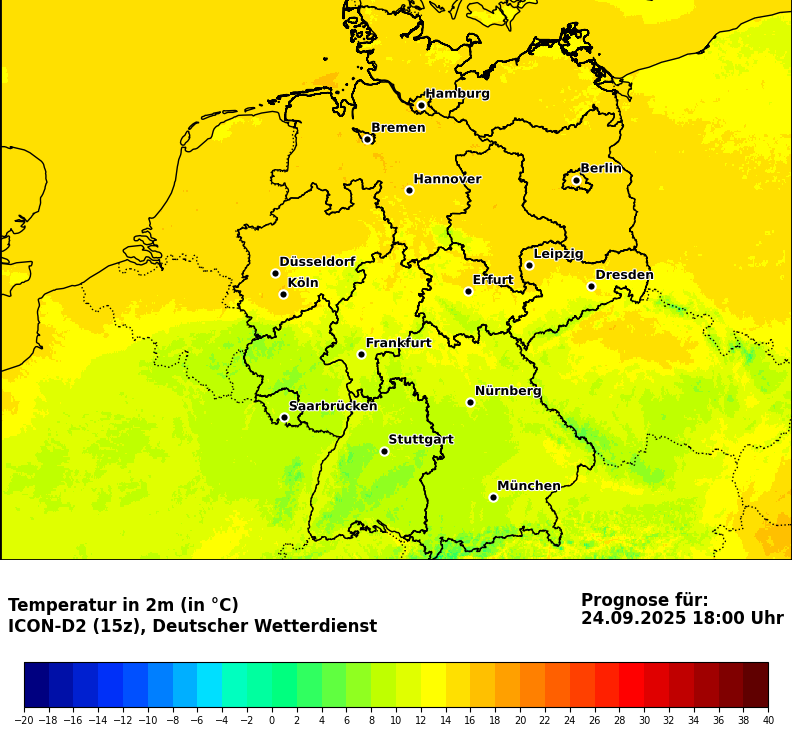 Hamburg
Bremen
Berlin
Hannover
Leipzig
Düsseldorf
Dresden
Köln
Erfurt
Frankfurt
Nürnberg
Saarbrücken
Stuttgart
München
Temperatur in 2m (in °C)
ICON-D2 (15z), Deutscher Wetterdienst
Prognose für:
24.09.2025 18:00 Uhr
−20 −18 −16 −14 −12 −10 −8 −6 −4 −2 0 2 4 6 8 10 12 14 16 18 20 22 24 26 28 30 32 34 36 38 40